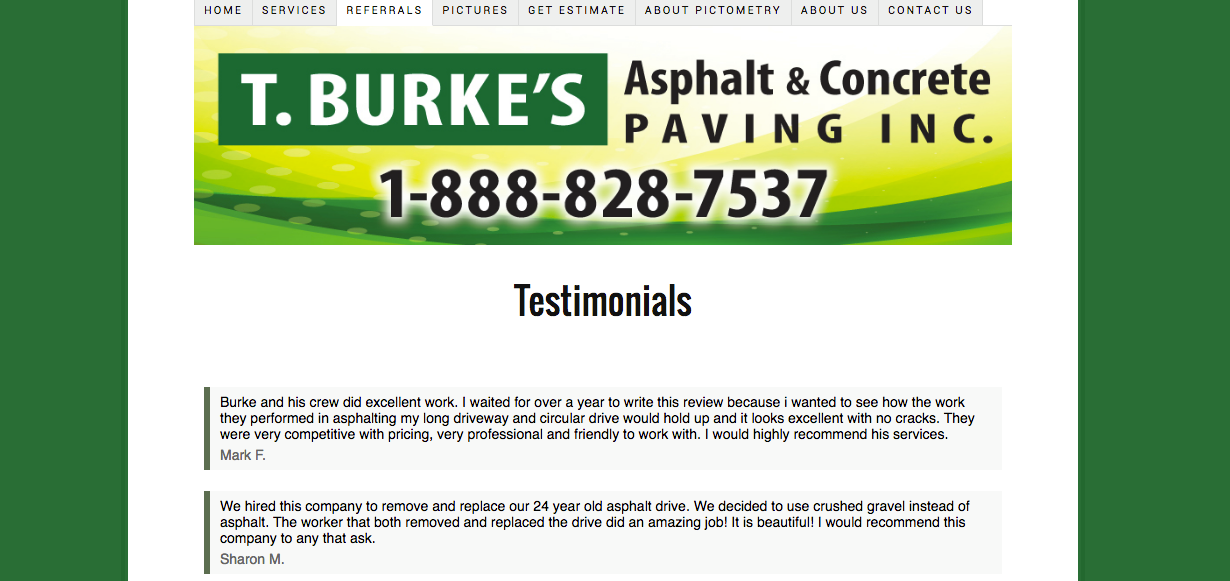 HOME SERVICES REFERRALS PICTURES GET ESTIMATE ABOUT PICTOMETRY ABOUT US CONTACT US
T. BURKE'S Asphalt & Concrete
PAVING INC.
1-888-828-7537
Testimonials
Burke and his crew did excellent work. I waited for over a year to write this review because i wanted to see how the work
they performed in asphalting my long driveway and circular drive would hold up and it looks excellent with no cracks. They
were very competitive with pricing, very professional and friendly to work with. I would highly recommend his services.
Mark F.
We hired this company to remove and replace our 24 year old asphalt drive. We decided to use crushed gravel instead of
asphalt. The worker that both removed and replaced the drive did an amazing job! It is beautiful! I would recommend this
company to any that ask.
Sharon M.